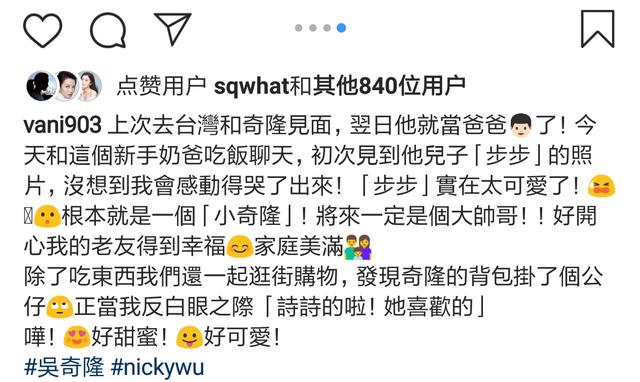 点赞用户 sqwhat和其他840位用户
vani903 上次去台灣和奇隆見面，翌日他就當爸爸👨🏻了！今
天和這個新手奶爸吃飯聊天，初次見到他兒子「步步」的照
片，沒想到我會感動得哭了出來！「步步」實在太可愛了！😫
😗根本就是一個「小奇隆」！將來一定是個大帥哥！！好開
心我的老友得到幸福😊家庭美滿👨‍👩‍👦
除了吃東西我們還一起逛街購物，發現奇隆的背包掛了個公
仔🙄正當我反白眼之際「詩詩的啦！她喜歡的」
嘩！😍好甜蜜！😛好可愛！
#吳奇隆 #nickywu